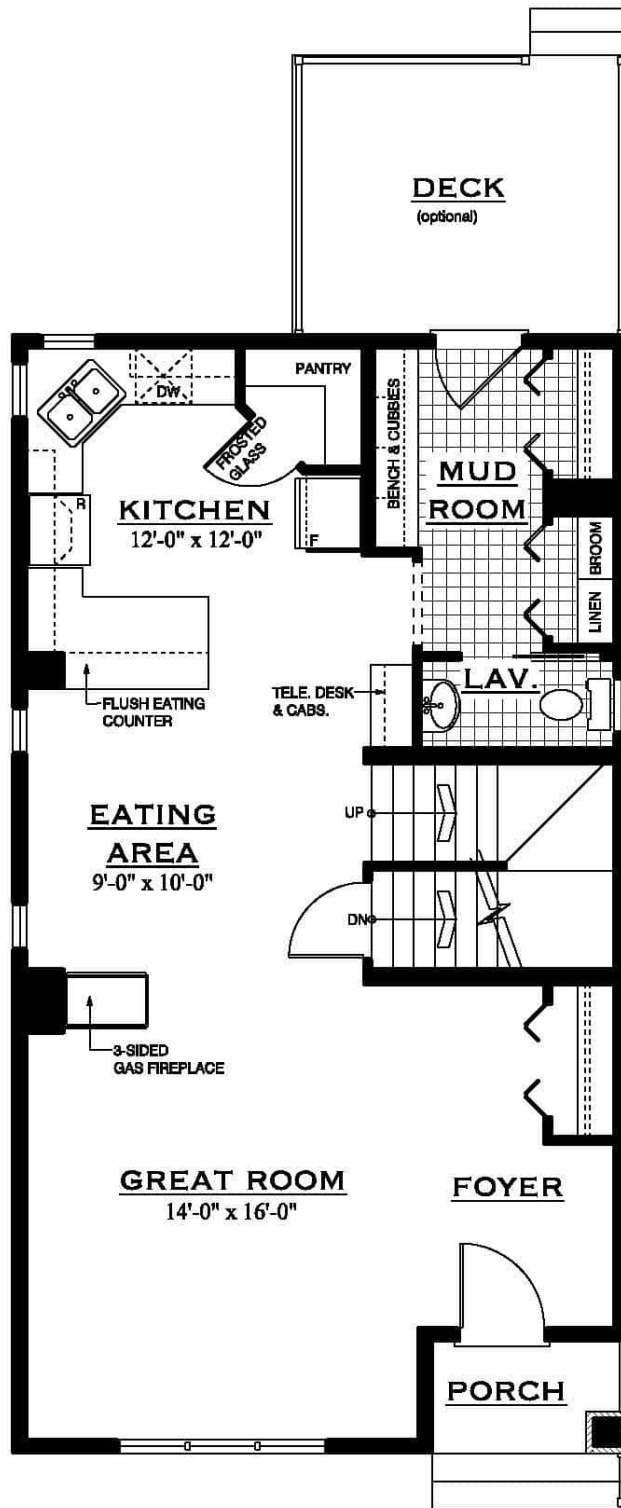 DECK
(optional)
PANTRY
DW
FROSTED
GLASS
BENCH & CUBBIES
MUD
ROOM
R
KITCHEN
12'-0" x 12'-0"
F
BROOM
LINEN
LAV.
FLUSH EATING
COUNTER
TELE. DESK
& CABS.
EATING
AREA
9'-0" x 10'-0"
UP
DN
3-SIDED
GAS FIREPLACE
GREAT ROOM
14'-0" x 16'-0"
FOYER
PORCH